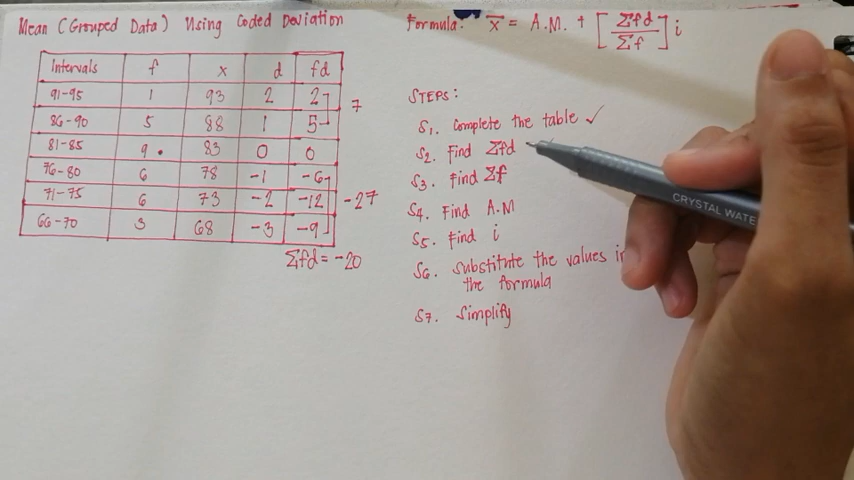 Mean (Grouped Data) Using Coded Deviation
Formula: x̅ = A.M. + [Σfd/Σf] i
Intervals f x d fd
91-95 1 93 2 2
86-90 5 88 1 5
7
81-85 9 83 0 0
76-80 6 78 -1 -6
71-75 6 73 -2 -12
-27
66-70 3 68 -3 -9
Σfd = -20
STEPS:
S1. Complete the table ✓
S2. Find Σfd
S3. Find Σf
S4. Find A.M
S5. Find i
S6. Substitute the values in
the formula
S7. Simplify
CRYSTAL WATE